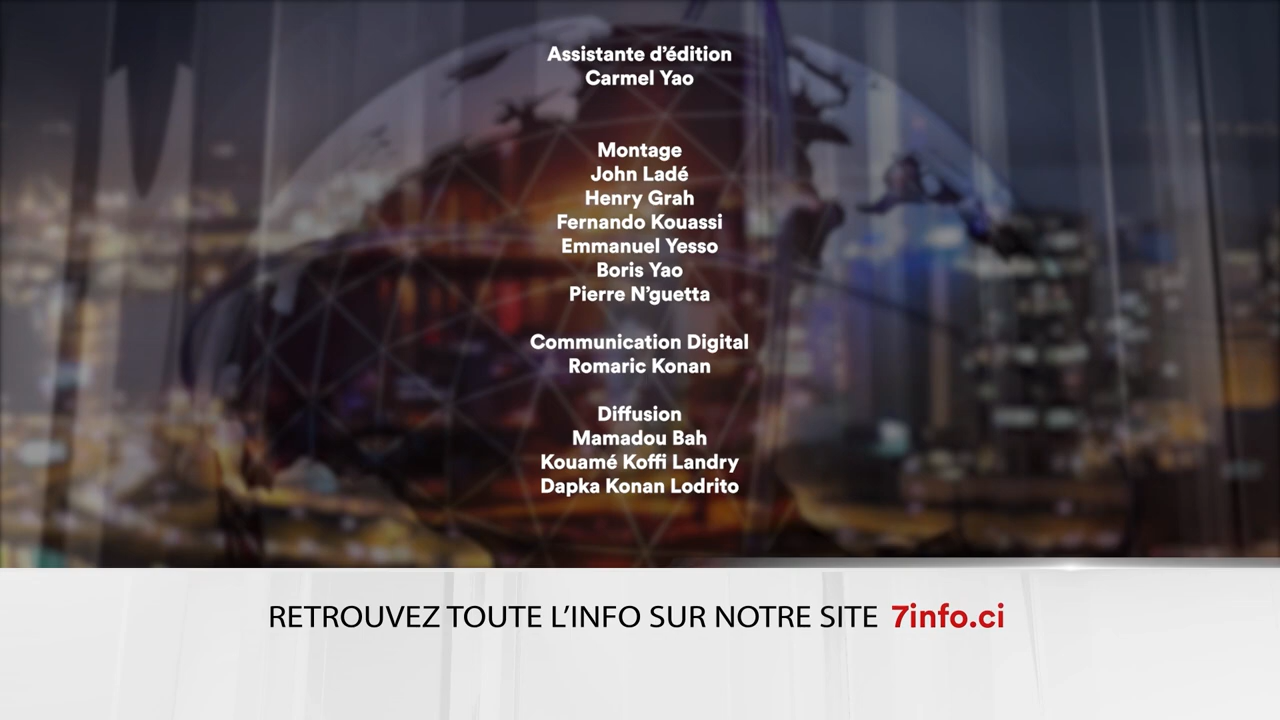 Assistante d’édition
Carmel Yao
Montage
John Ladé
Henry Grah
Fernando Kouassi
Emmanuel Yesso
Boris Yao
Pierre N’guetta
Communication Digital
Romaric Konan
Diffusion
Mamadou Bah
Kouamé Koffi Landry
Dapka Konan Lodrito
RETROUVEZ TOUTE L’INFO SUR NOTRE SITE 7info.ci